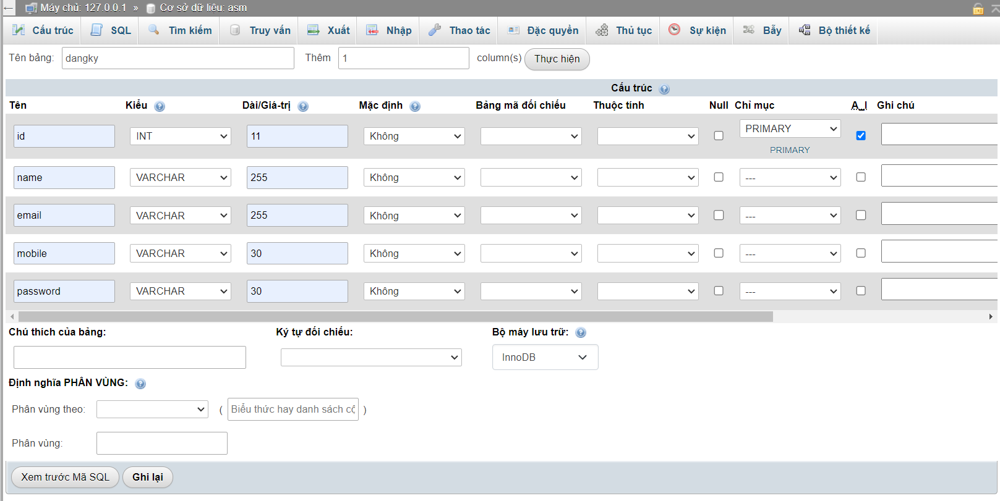 Máy chủ: 127.0.0.1 » Cơ sở dữ liệu: asm
Cấu trúc SQL Tìm kiếm Truy vấn Xuất Nhập Thao tác Đặc quyền Thủ tục Sự kiện Bẫy Bộ thiết kế
Tên bảng: dangky Thêm 1 column(s) Thực hiện
Cấu trúc
Tên Kiểu Dài/Giá-trị Mặc định Bảng mã đối chiếu Thuộc tính Null Chỉ mục A_I Ghi chú
id INT 11 Không PRIMARY
PRIMARY
name VARCHAR 255 Không ---
email VARCHAR 255 Không ---
mobile VARCHAR 30 Không ---
password VARCHAR 30 Không ---
Chú thích của bảng: Ký tự đối chiếu: Bộ máy lưu trữ:
InnoDB
Định nghĩa PHÂN VÙNG:
Phân vùng theo: ( Biểu thức hay danh sách cộ )
Phân vùng:
Xem trước Mã SQL Ghi lại